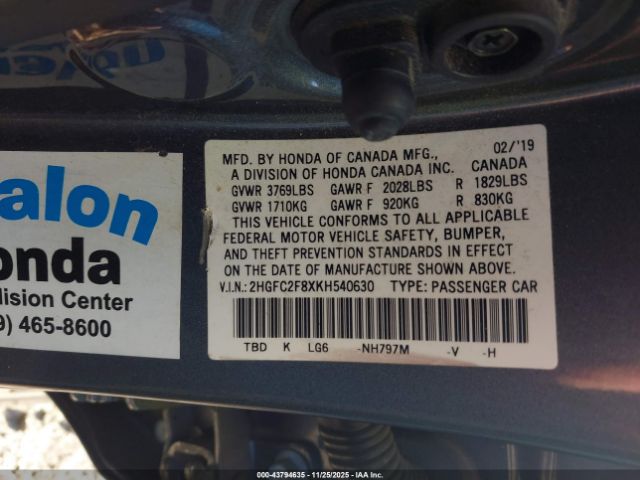 alon
onda
lision Center
9) 465-8600
MFD. BY HONDA OF CANADA MFG., 02/'19
A DIVISION OF HONDA CANADA INC. CANADA
GVWR 3769LBS GAWR F 2028LBS R 1829LBS
GVWR 1710KG GAWR F 920KG R 830KG
THIS VEHICLE CONFORMS TO ALL APPLICABLE
FEDERAL MOTOR VEHICLE SAFETY, BUMPER,
AND THEFT PREVENTION STANDARDS IN EFFECT
ON THE DATE OF MANUFACTURE SHOWN ABOVE.
V.I.N.: 2HGFC2F8XKH540630 TYPE: PASSENGER CAR
TBD K LG6 -NH797M -V -H
000-43794635 - 11/25/2025 - IAA Inc.